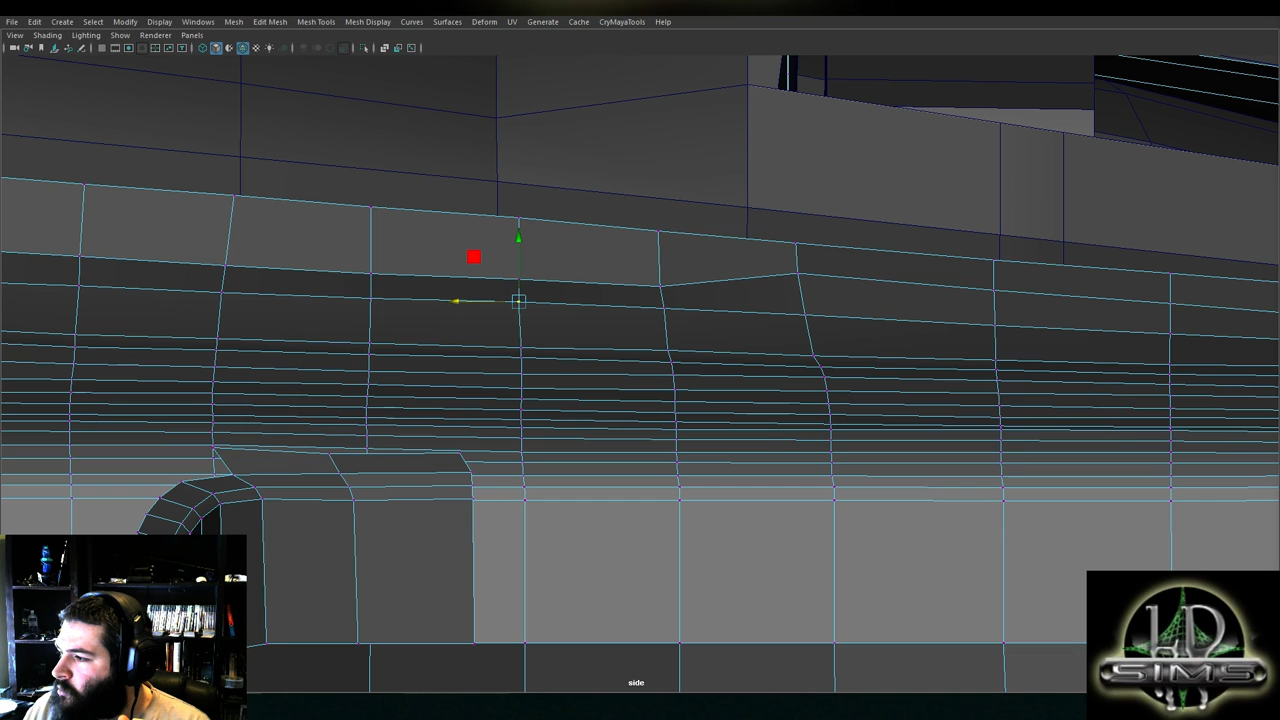 File Edit Create Select Modify Display Windows Mesh Edit Mesh Mesh Tools Mesh Display Curves Surfaces Deform UV Generate Cache CryMayaTools Help
View Shading Lighting Show Renderer Panels
side
SIMS